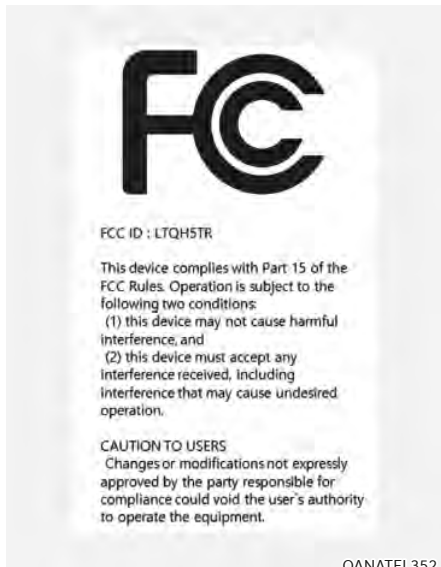 FCC
FCC ID : LTQH5TR
This device complies with Part 15 of the
FCC Rules. Operation is subject to the
following two conditions:
(1) this device may not cause harmful
interference, and
(2) this device must accept any
interference received, including
interference that may cause undesired
operation.
CAUTION TO USERS
Changes or modifications not expressly
approved by the party responsible for
compliance could void the user's authority
to operate the equipment.
OANATEL352